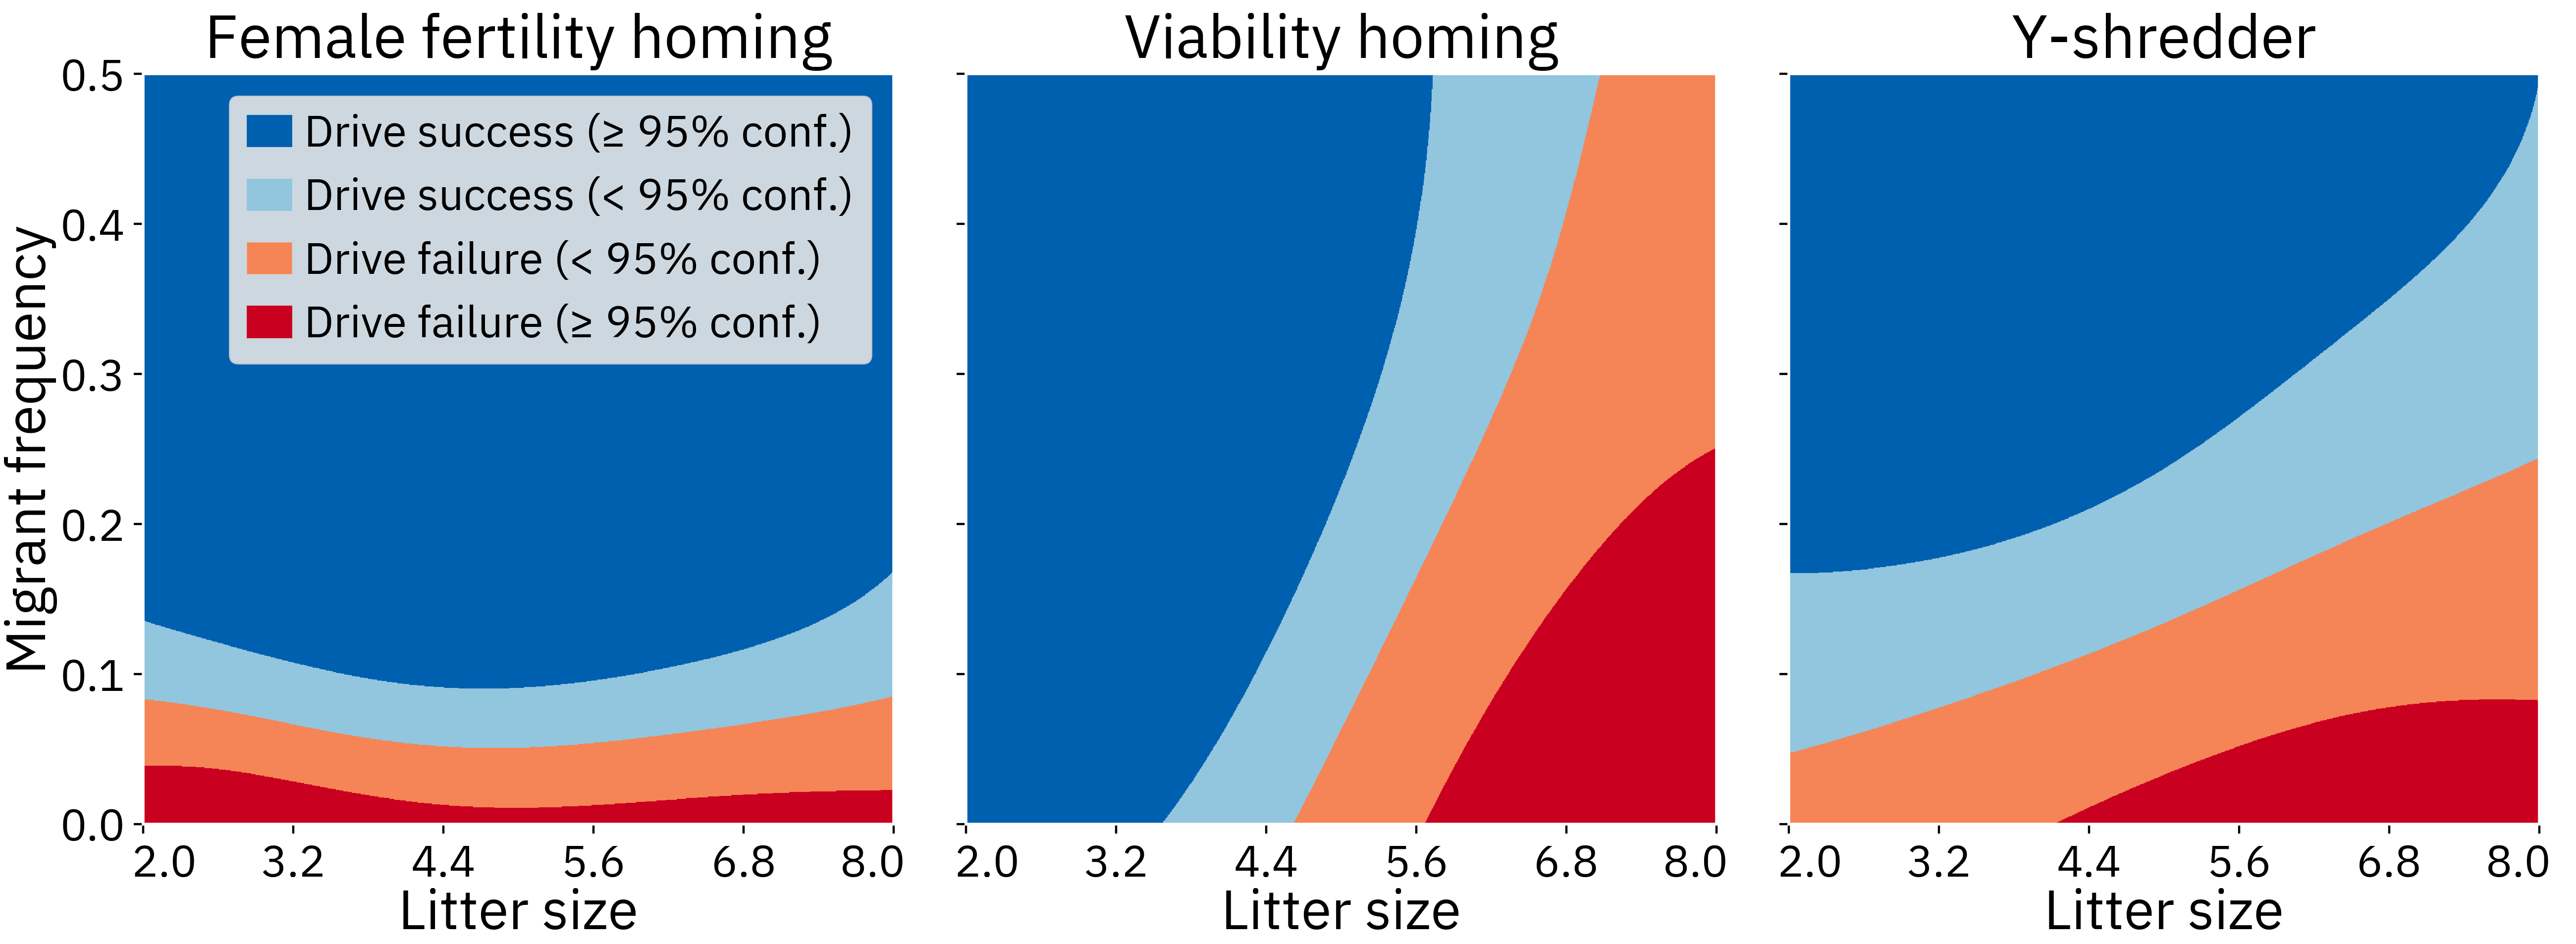 Female fertility homing
Viability homing
Y-shredder
Migrant frequency
0.5
0.4
0.3
0.2
0.1
0.0
Drive success (≥ 95% conf.)
Drive success (< 95% conf.)
Drive failure (< 95% conf.)
Drive failure (≥ 95% conf.)
2.0 3.2 4.4 5.6 6.8 8.0
Litter size
2.0 3.2 4.4 5.6 6.8 8.0
Litter size
2.0 3.2 4.4 5.6 6.8 8.0
Litter size